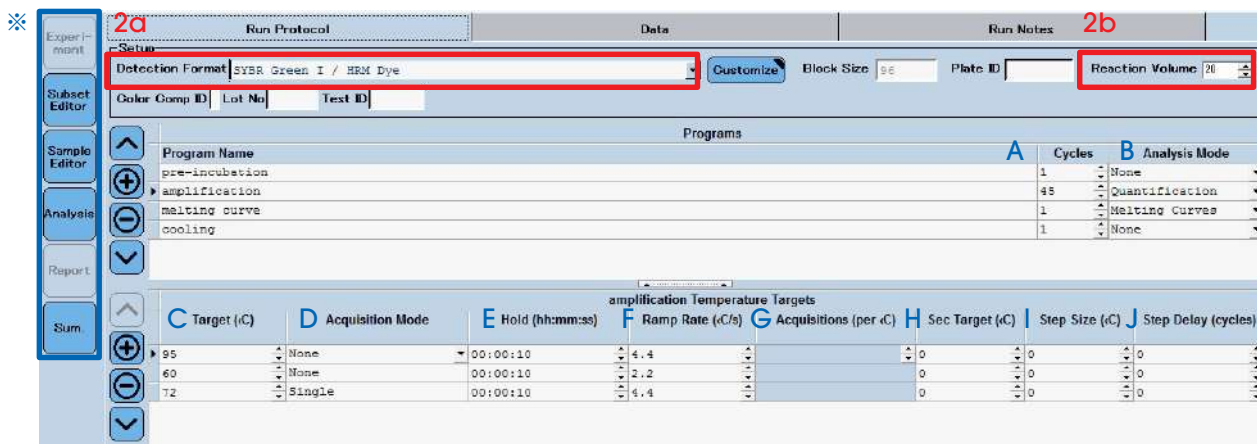 ※
2a
2b
Experi-
ment
Subset
Editor
Sample
Editor
Analysis
Report
Sum.
Run Protocol
Data
Run Notes
Setup
Detection Format SYBR Green I / HRM Dye
Customize
Block Size 96
Plate ID
Reaction Volume 20
Color Comp ID Lot No Test ID
Programs
Program Name A Cycles B Analysis Mode
pre-incubation 1 None
amplification 45 Quantification
melting curve 1 Melting Curves
cooling 1 None
amplification Temperature Targets
C Target (‹C) D Acquisition Mode E Hold (hh:mm:ss) F Ramp Rate (‹C/s) G Acquisitions (per ‹C) H Sec Target (‹C) I Step Size (‹C) J Step Delay (cycles)
95 None 00:00:10 4.4 0 0 0
60 None 00:00:10 2.2 0 0 0
72 Single 00:00:10 4.4 0 0 0